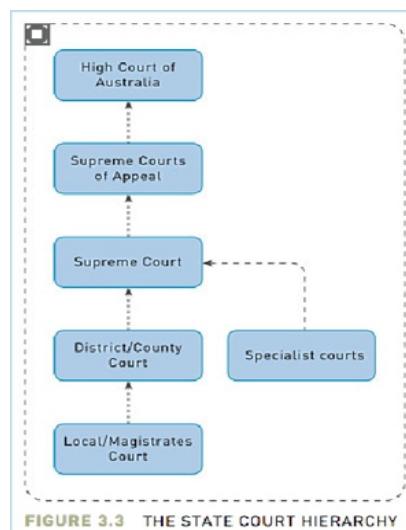 High Court of
Australia
Supreme Courts
of Appeal
Supreme Court
District/County
Court
Specialist courts
Local/Magistrates
Court
FIGURE 3.3 THE STATE COURT HIERARCHY